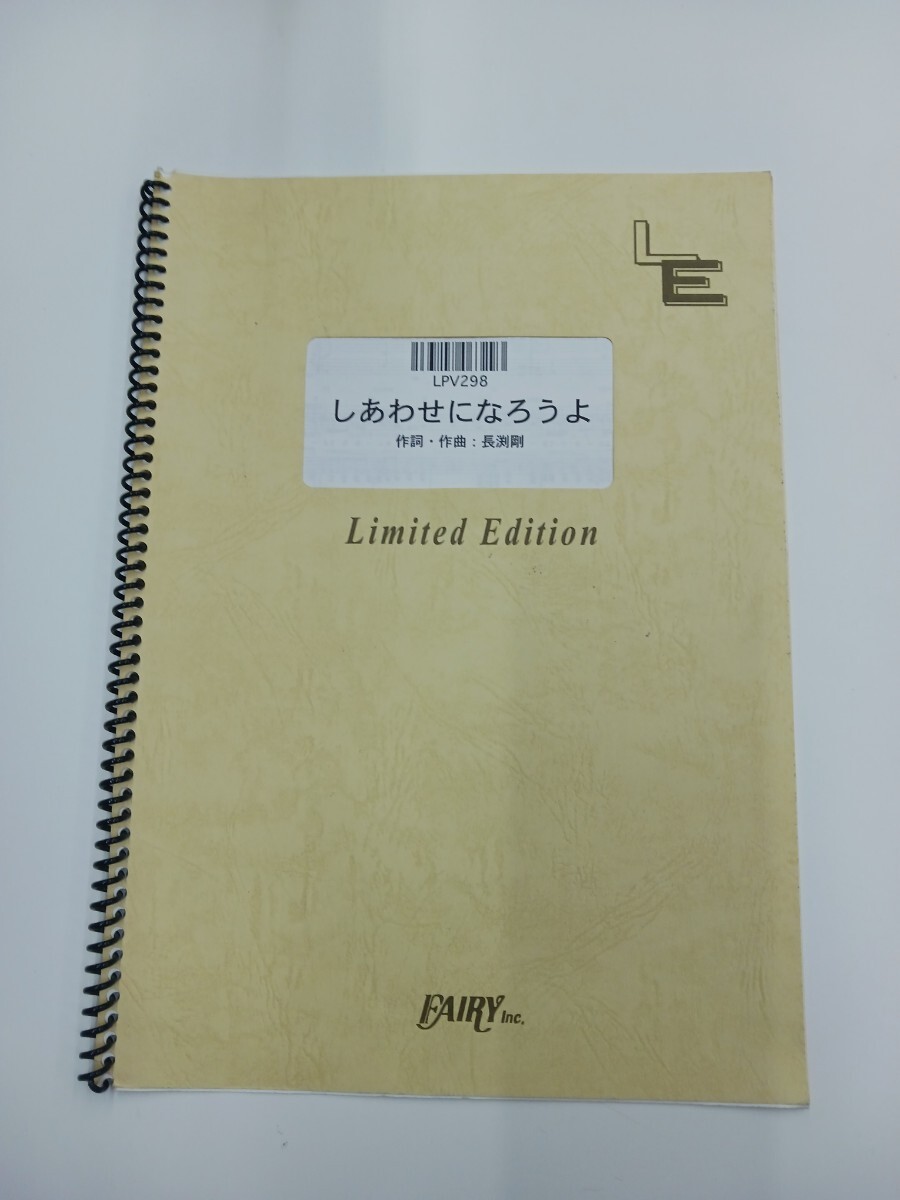 LE
LPV298
しあわせになろうよ
作詞・作曲：長渕剛
Limited Edition
FAIRY Inc.